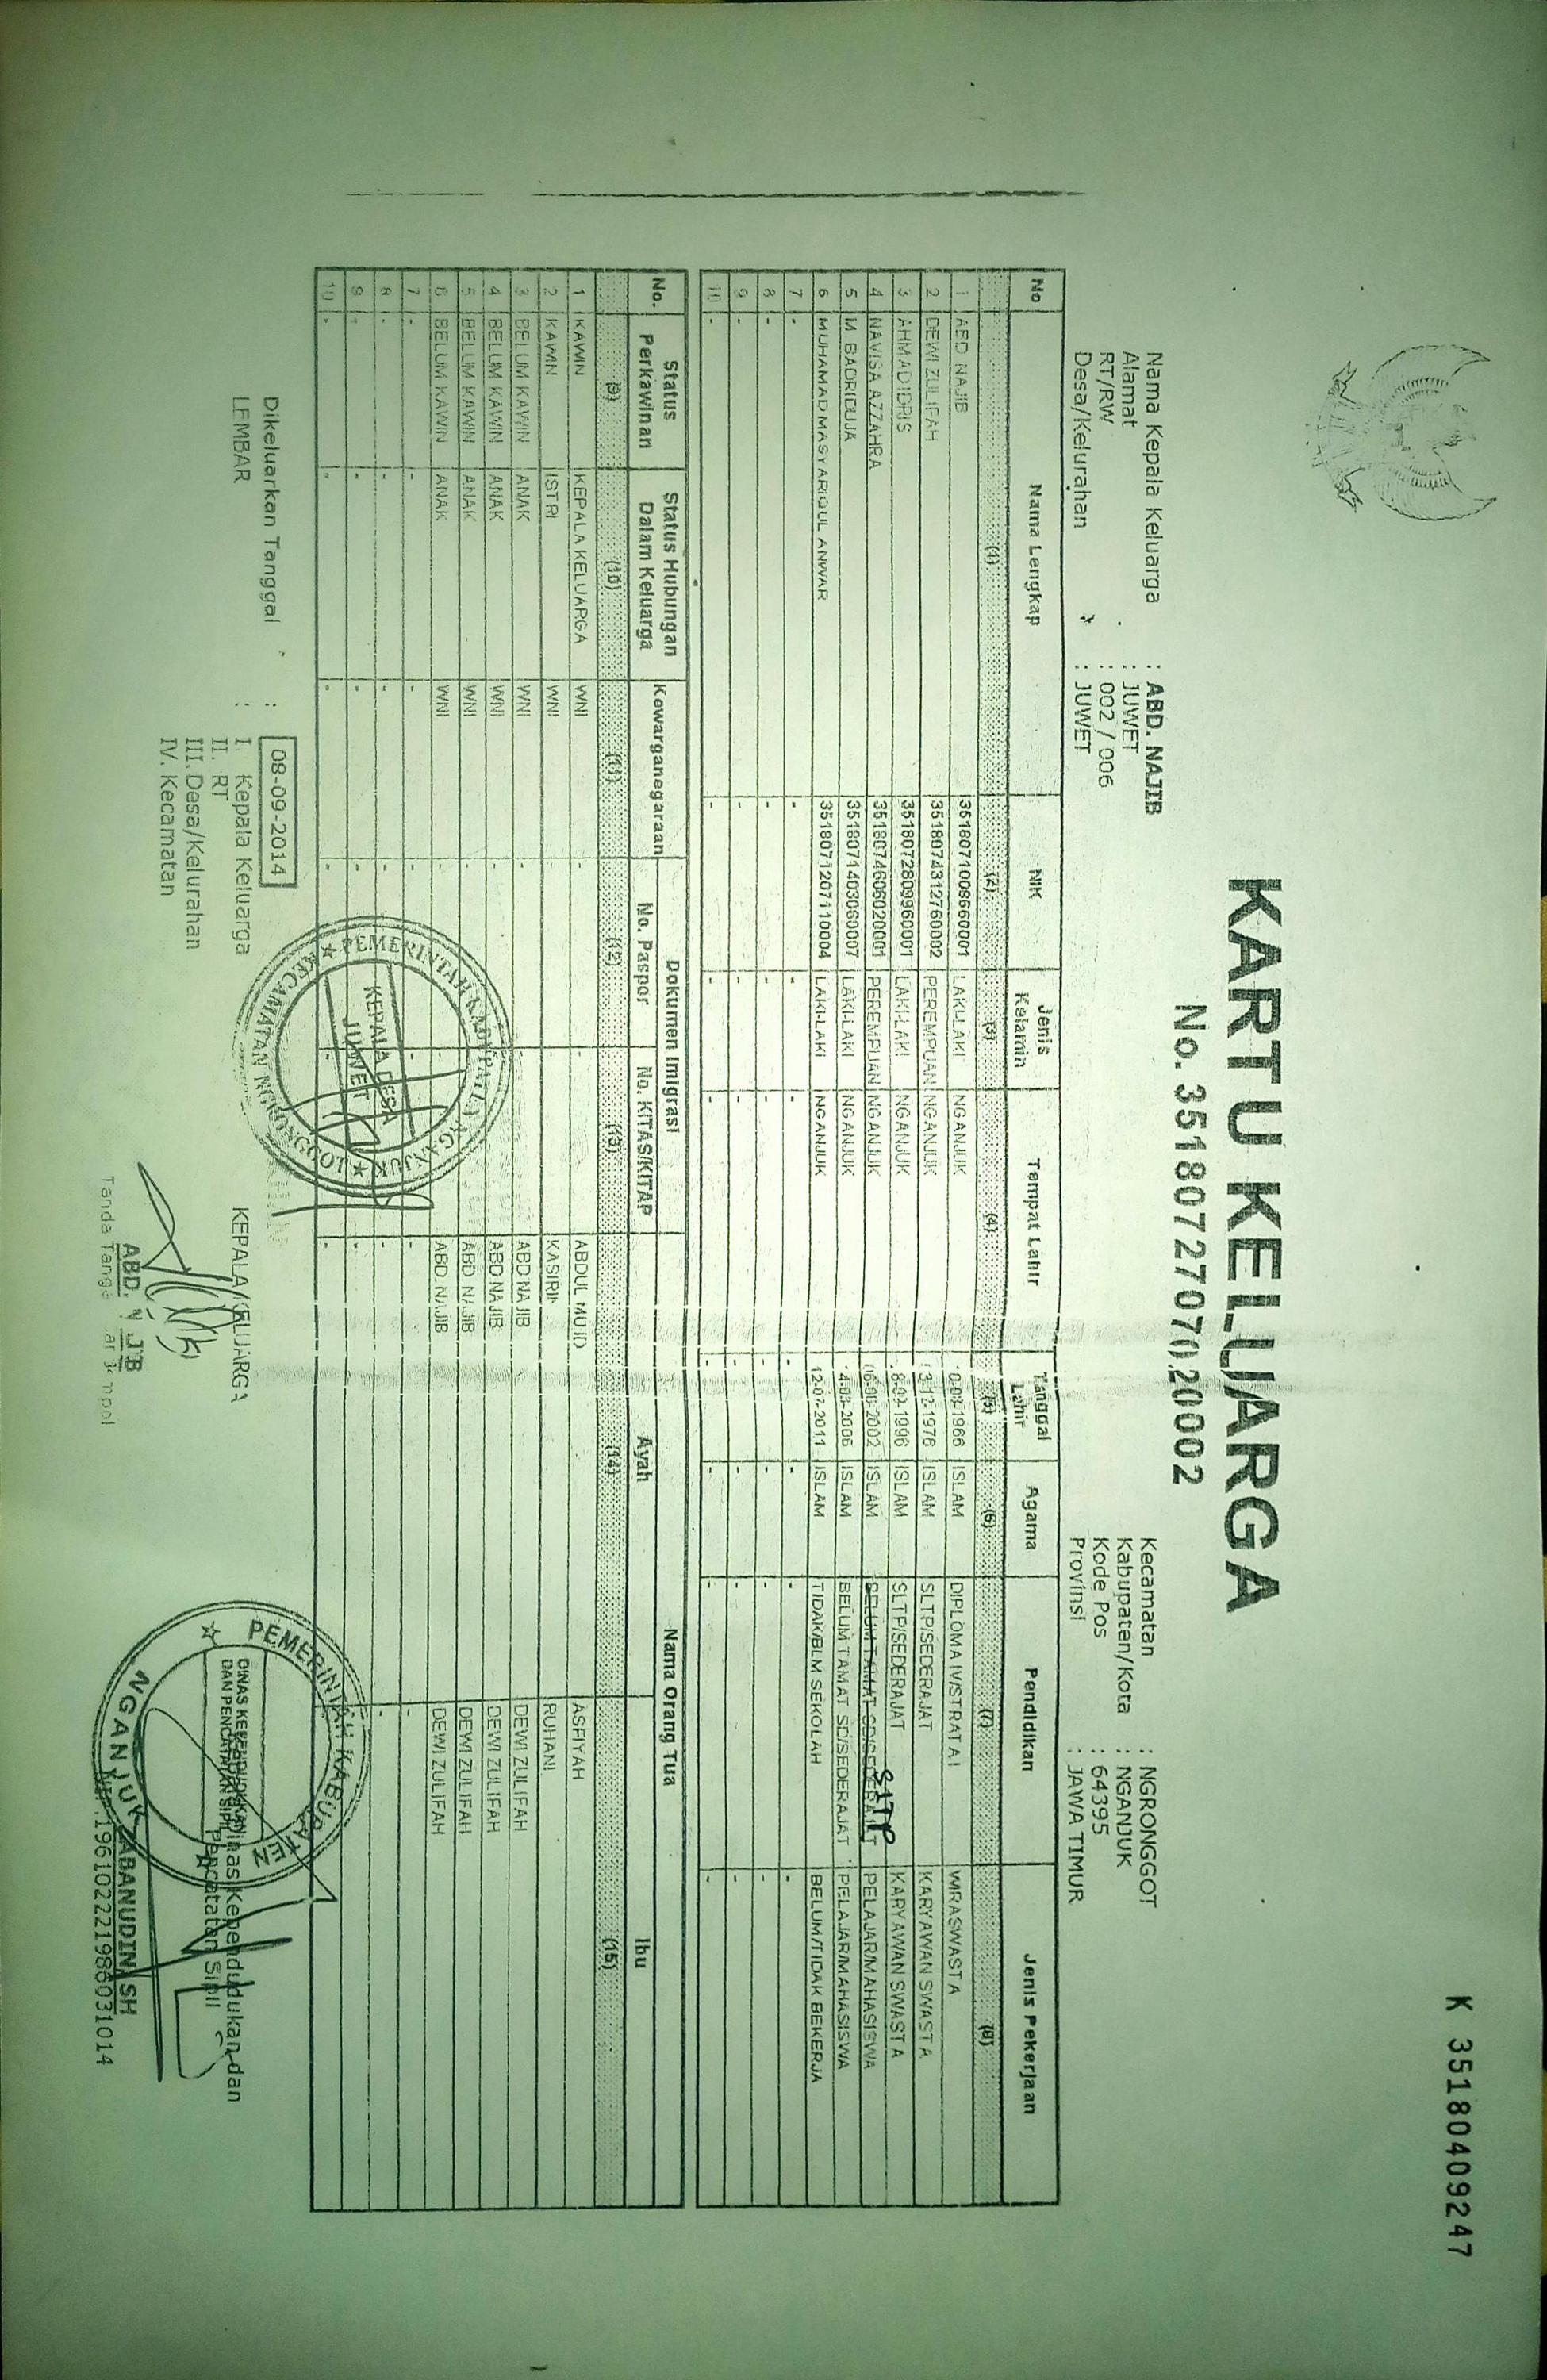 K 35180409247
KARTU KELUARGA
No. 3518072707020002
Nama Kepala Keluarga : ABD. NAJIB
Alamat : JUWET
RT/RW : 002 / 006
Desa/Kelurahan : JUWET
Kecamatan : NGRONGGOT
Kabupaten/Kota : NGANJUK
Kode Pos : 64395
Provinsi : JAWA TIMUR
No Nama Lengkap NIK Jenis Kelamin Tempat Lahir Tanggal Lahir Agama Pendidikan Jenis Pekerjaan
(1) (2) (3) (4) (5) (6) (7) (8)
1 ABD NAJIB 3518071008660001 LAKI-LAKI NGANJUK 0-08-1966 ISLAM DIPLOMA IV/STRATA I WIRASWASTA
2 DEWI ZULIFAH 3518074312760002 PEREMPUAN NGANJUK 3-12-1976 ISLAM SLTP/SEDERAJAT KARYAWAN SWASTA
3 AHMAD IDRIS 3518072809960001 LAKI-LAKI NGANJUK 8-09-1996 ISLAM SLTP/SEDERAJAT KARYAWAN SWASTA
4 NAVISA AZZAHRA 3518074606020001 PEREMPUAN NGANJUK 06-06-2002 ISLAM BELUM TAMAT SD/SEDERAJAT SLTP PELAJAR/MAHASISWA
5 M. BADRIDUJA 3518071403060007 LAKI-LAKI NGANJUK 4-03-2006 ISLAM BELUM TAMAT SD/SEDERAJAT PELAJAR/MAHASISWA
6 MUHAMAD MASYARIQUL ANWAR 3518071207110004 LAKI-LAKI NGANJUK 12-07-2011 ISLAM TIDAK/BLM SEKOLAH BELUM/TIDAK BEKERJA
7 - - - - - - - -
8 - - - - - - - -
9 - - - - - - - -
10 - - - - - - - -
No. Status Perkawinan Status Hubungan Dalam Keluarga Kewarganegaraan Dokumen Imigrasi Nama Orang Tua
No. Paspor No. KITAS/KITAP Ayah Ibu
(9) (10) (11) (12) (13) (14) (15)
1 KAWIN KEPALA KELUARGA WNI - - ABDUL MUID ASFIYAH
2 KAWIN ISTRI WNI - - RUHANI
3 BELUM KAWIN ANAK WNI - - ABD NAJIB DEWI ZULIFAH
4 BELUM KAWIN ANAK WNI - ABD NAJIB DEWI ZULIFAH
5 BELUM KAWIN ANAK WNI - ABD NAJIB DEWI ZULIFAH
6 BELUM KAWIN ANAK WNI - - ABD. NAJIB DEWI ZULIFAH
7 - - - - - - -
8 - - - - - - -
9 - - - - - -
10 - - - - - -
PEMERINTAH KABUPATEN NGANJUK
KEPALA DESA
JUWET
KECAMATAN NGRONGGOT
Dikeluarkan Tanggal : 08-09-2014
LEMBAR : I. Kepala Keluarga
II. RT
III. Desa/Kelurahan
IV. Kecamatan
KEPALA KELUARGA
ABD. NAJIB
Tanda
PEMERINTAH KABUPATEN
DINAS KEPENDUDUKAN
DAN PENCATATAN SIPIL
NGANJUK
Kepala Dinas Kependudukan dan
Pencatatan Sipil
ZABANUDIN, SH
NIP.196102221986031014